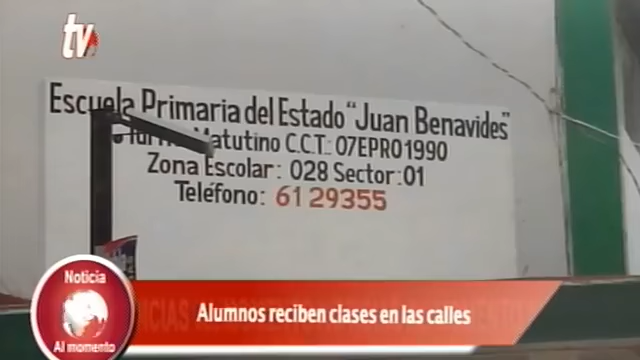 tv
Escuela Primaria del Estado "Juan Benavides"
Matutino C.C.T.: 07EPRO1990
Zona Escolar: 028 Sector: 01
Teléfono: 61 29355
Noticia
Al momento
Alumnos reciben clases en las calles